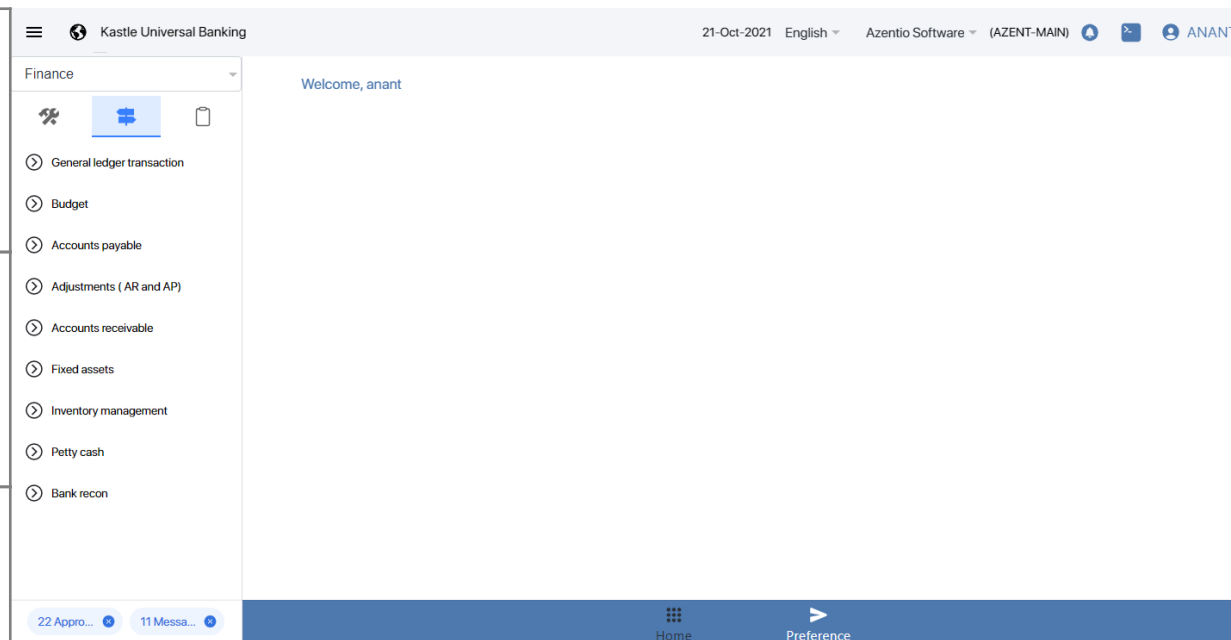 Kastle Universal Banking 21-Oct-2021 English Azentio Software (AZENT-MAIN) ANANT
Finance
Welcome, anant
General ledger transaction
Budget
Accounts payable
Adjustments ( AR and AP)
Accounts receivable
Fixed assets
Inventory management
Petty cash
Bank recon
22 Appro... 11 Messa...
Home Preference